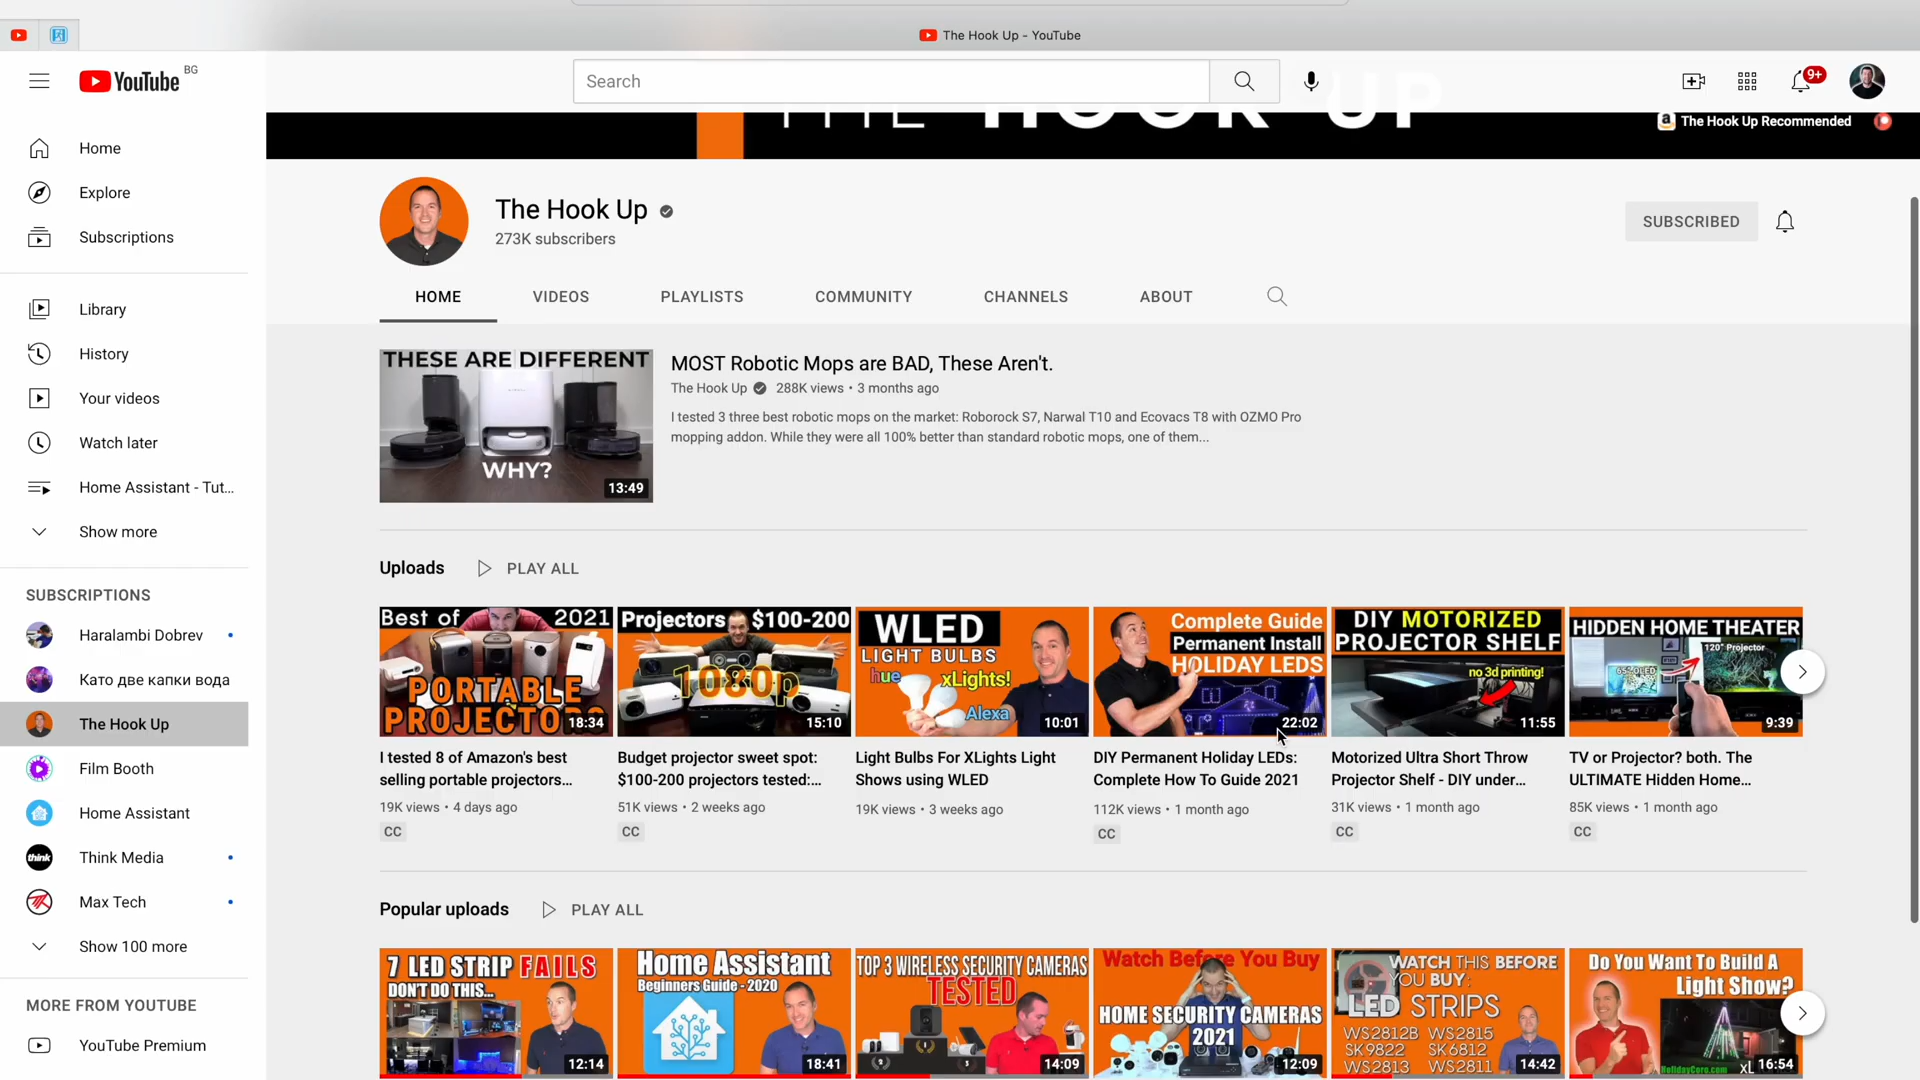 The Hook Up - YouTube
YouTube BG
Search
9+
THE HOOK UP
The Hook Up Recommended
Home
Explore
Subscriptions
Library
History
Your videos
Watch later
Home Assistant - Tut...
Show more
SUBSCRIPTIONS
Haralambi Dobrev
Като две капки вода
The Hook Up
Film Booth
Home Assistant
think
Think Media
Max Tech
Show 100 more
MORE FROM YOUTUBE
YouTube Premium
The Hook Up
273K subscribers
SUBSCRIBED
HOME
VIDEOS
PLAYLISTS
COMMUNITY
CHANNELS
ABOUT
THESE ARE DIFFERENT
WHY?
13:49
MOST Robotic Mops are BAD, These Aren't.
The Hook Up 288K views • 3 months ago
I tested 3 three best robotic mops on the market: Roborock S7, Narwal T10 and Ecovacs T8 with OZMO Pro
mopping addon. While they were all 100% better than standard robotic mops, one of them...
Uploads
PLAY ALL
Best of 2021
PORTABLE
PROJECTORS
18:34
I tested 8 of Amazon's best
selling portable projectors...
19K views • 4 days ago
CC
Projectors $100-200
1080p
15:10
Budget projector sweet spot:
$100-200 projectors tested:...
51K views • 2 weeks ago
CC
WLED
LIGHT BULBS
hue
xLights!
Alexa
10:01
Light Bulbs For XLights Light
Shows using WLED
19K views • 3 weeks ago
Complete Guide
Permanent Install
HOLIDAY LEDS
22:02
DIY Permanent Holiday LEDs:
Complete How To Guide 2021
112K views • 1 month ago
CC
DIY MOTORIZED
PROJECTOR SHELF
no 3d printing!
11:55
Motorized Ultra Short Throw
Projector Shelf - DIY under...
31K views • 1 month ago
CC
HIDDEN HOME THEATER
120" Projector
65" OLED
9:39
TV or Projector? both. The
ULTIMATE Hidden Home...
85K views • 1 month ago
CC
Popular uploads
PLAY ALL
7 LED STRIP FAILS
DON'T DO THIS...
12:14
Home Assistant
Beginners Guide - 2020
18:41
TOP 3 WIRELESS SECURITY CAMERAS
TESTED
14:09
Watch Before You Buy
HOME SECURITY CAMERAS
2021
12:09
WATCH THIS BEFORE
YOU BUY:
LED STRIPS
WS2812B WS2815
SK9822 SK6812
WS2813 WS2811
14:42
Do You Want To Build A
Light Show?
HolidayCoro.com
XL
16:54